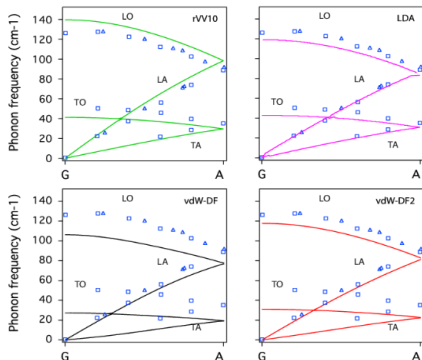 LO
rVV10
LA
TO
TA
Phonon frequency (cm-1)
140
120
100
80
60
40
20
0
G
A
LO
LDA
LA
TO
TA
G
A
LO
vdW-DF
LA
TO
TA
Phonon frequency (cm-1)
140
120
100
80
60
40
20
0
G
A
LO
vdW-DF2
LA
TO
TA
G
A